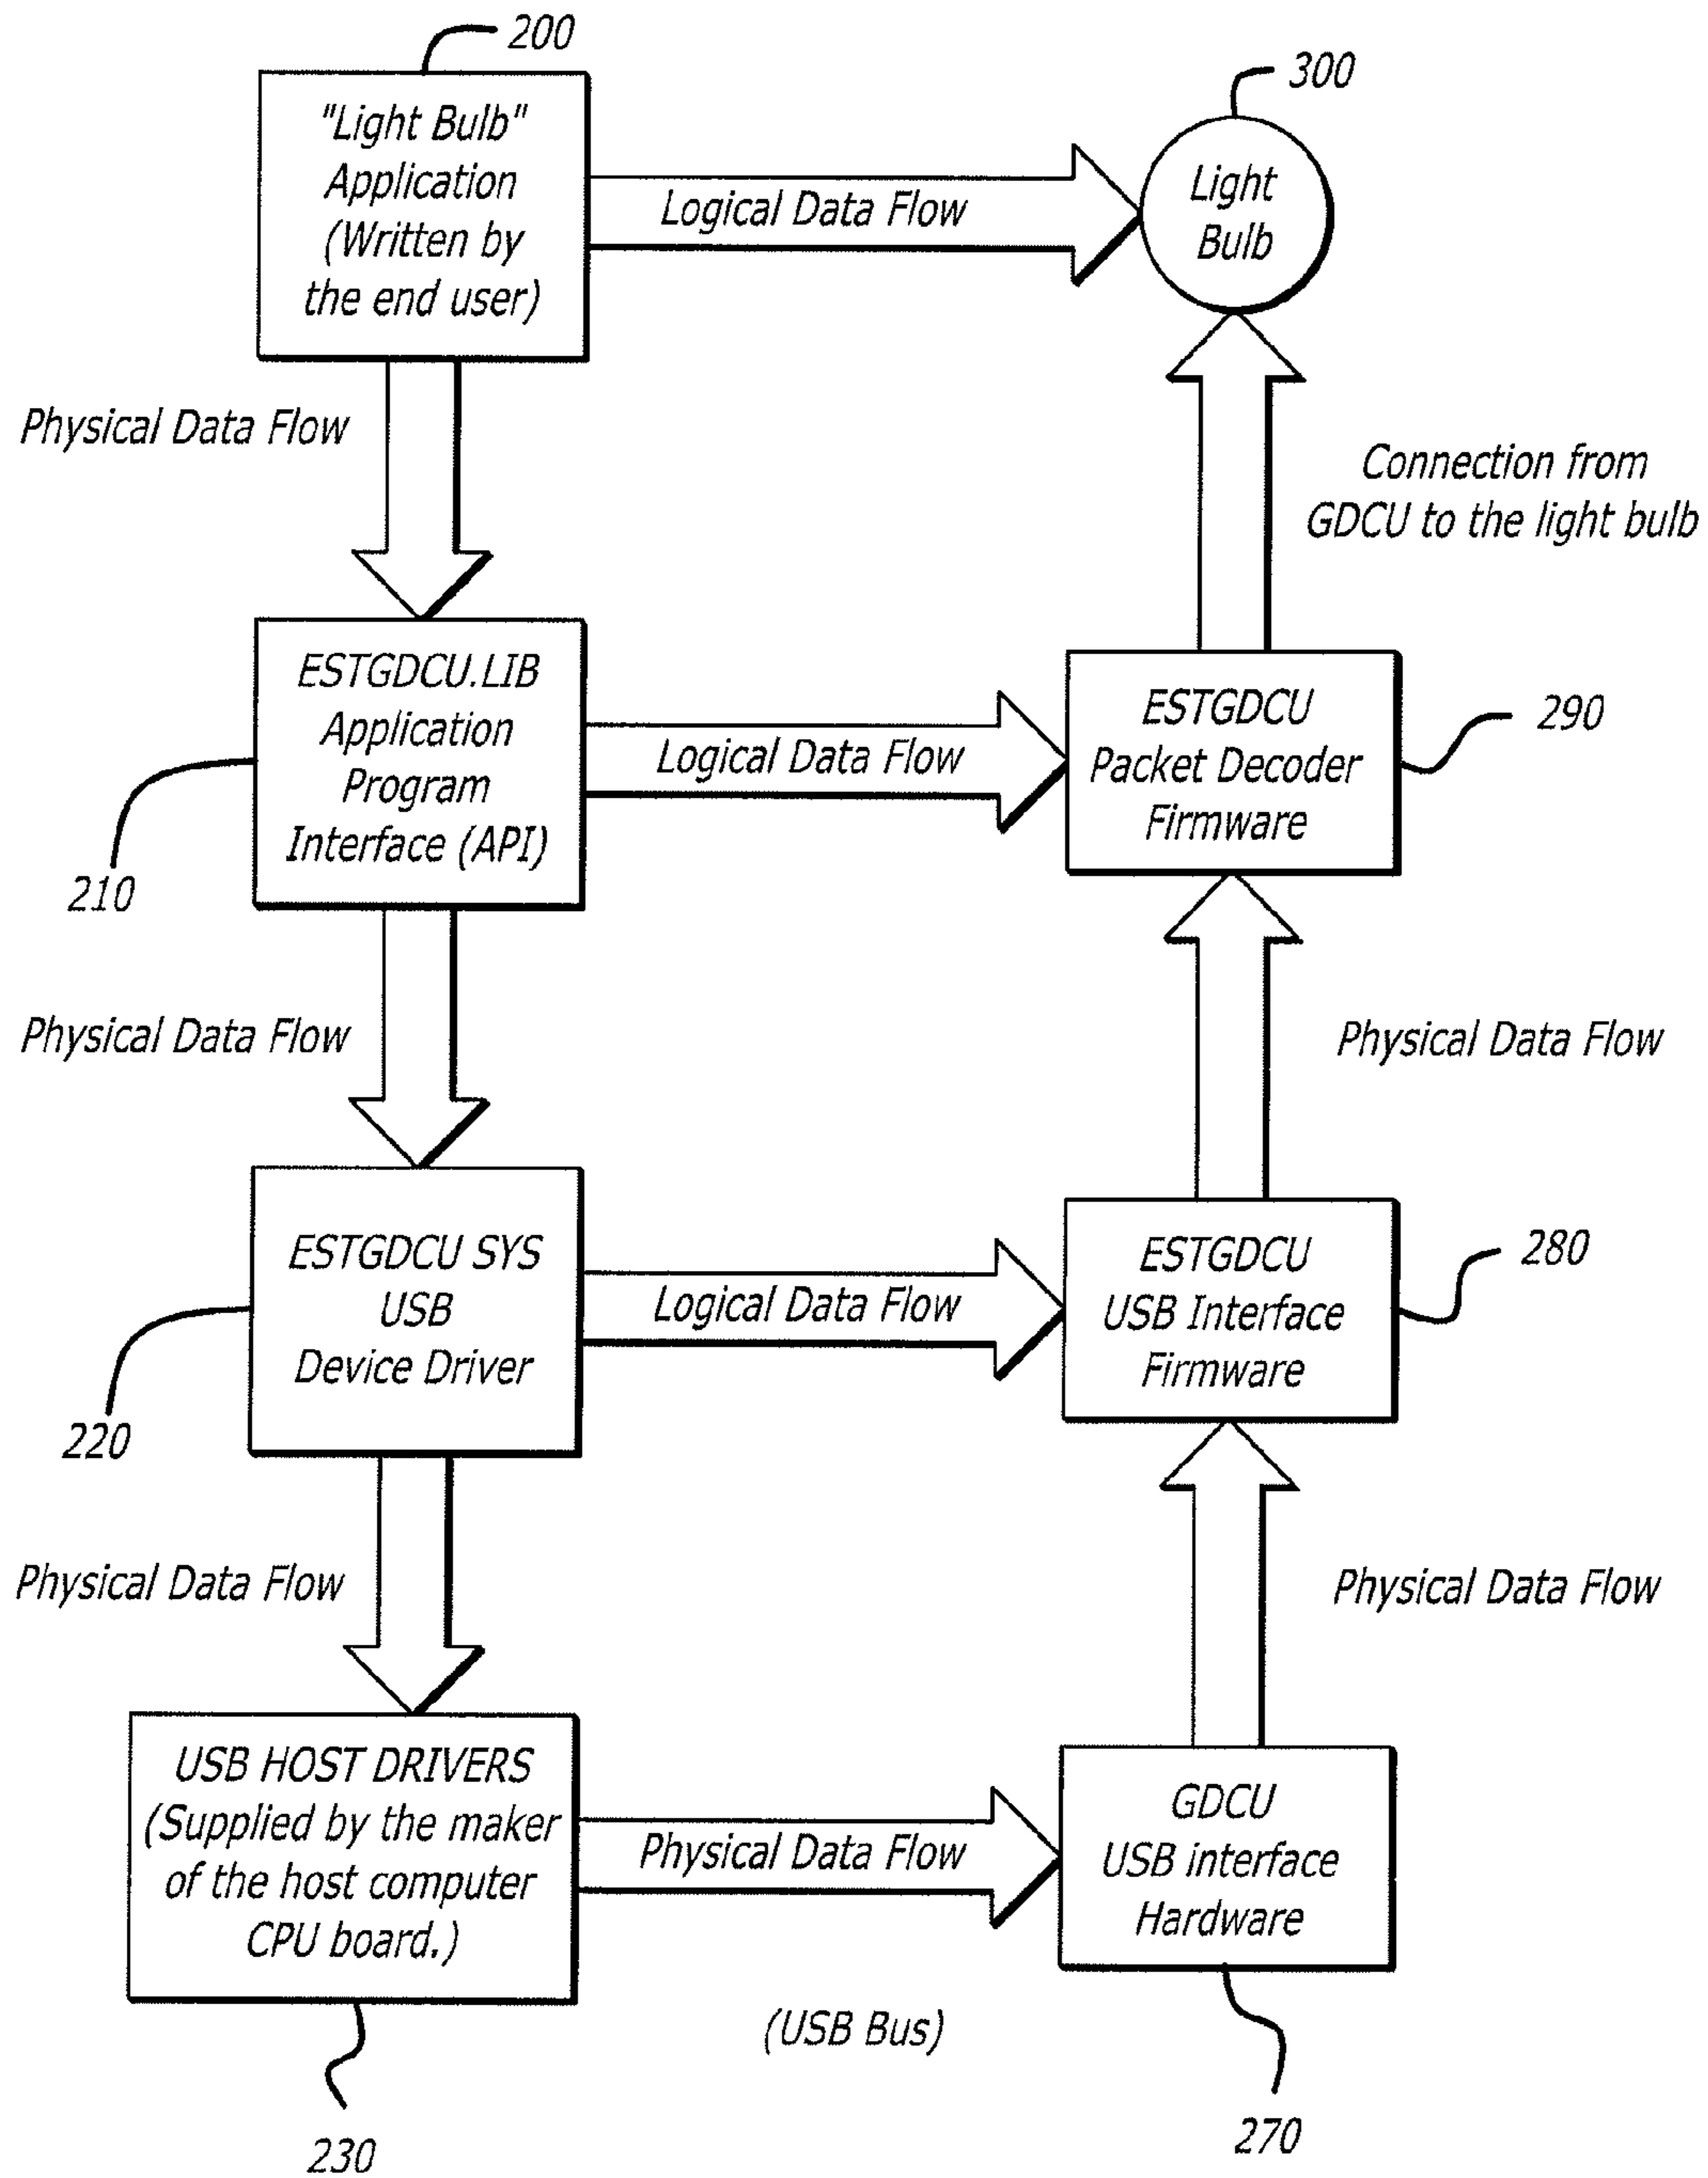 200
300
"Light Bulb"
Application
(Written by
the end user)
Logical Data Flow
Light
Bulb
Physical Data Flow
Connection from
GDCU to the light bulb
ESTGDCU.LIB
Application
Program
Interface (API)
210
Logical Data Flow
ESTGDCU
Packet Decoder
Firmware
290
Physical Data Flow
Physical Data Flow
ESTGDCU SYS
USB
Device Driver
220
Logical Data Flow
ESTGDCU
USB Interface
Firmware
280
Physical Data Flow
Physical Data Flow
USB HOST DRIVERS
(Supplied by the maker
of the host computer
CPU board.)
230
Physical Data Flow
(USB Bus)
GDCU
USB interface
Hardware
270